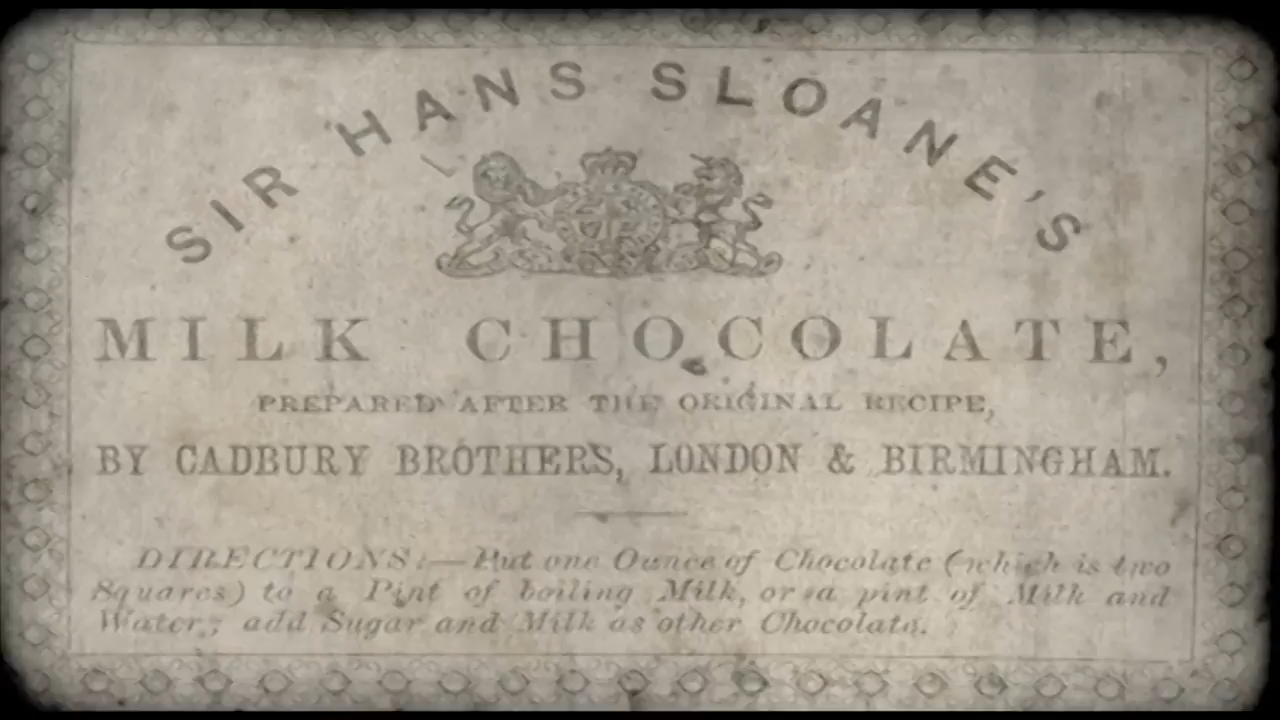 SIR HANS SLOANE'S
MILK CHOCOLATE,
PREPARED AFTER THE ORIGINAL RECIPE,
BY CADBURY BROTHERS, LONDON & BIRMINGHAM.
DIRECTIONS:—Put one Ounce of Chocolate (which is two
Squares) to a Pint of boiling Milk, or a pint of Milk and
Water; add Sugar and Milk as other Chocolate.